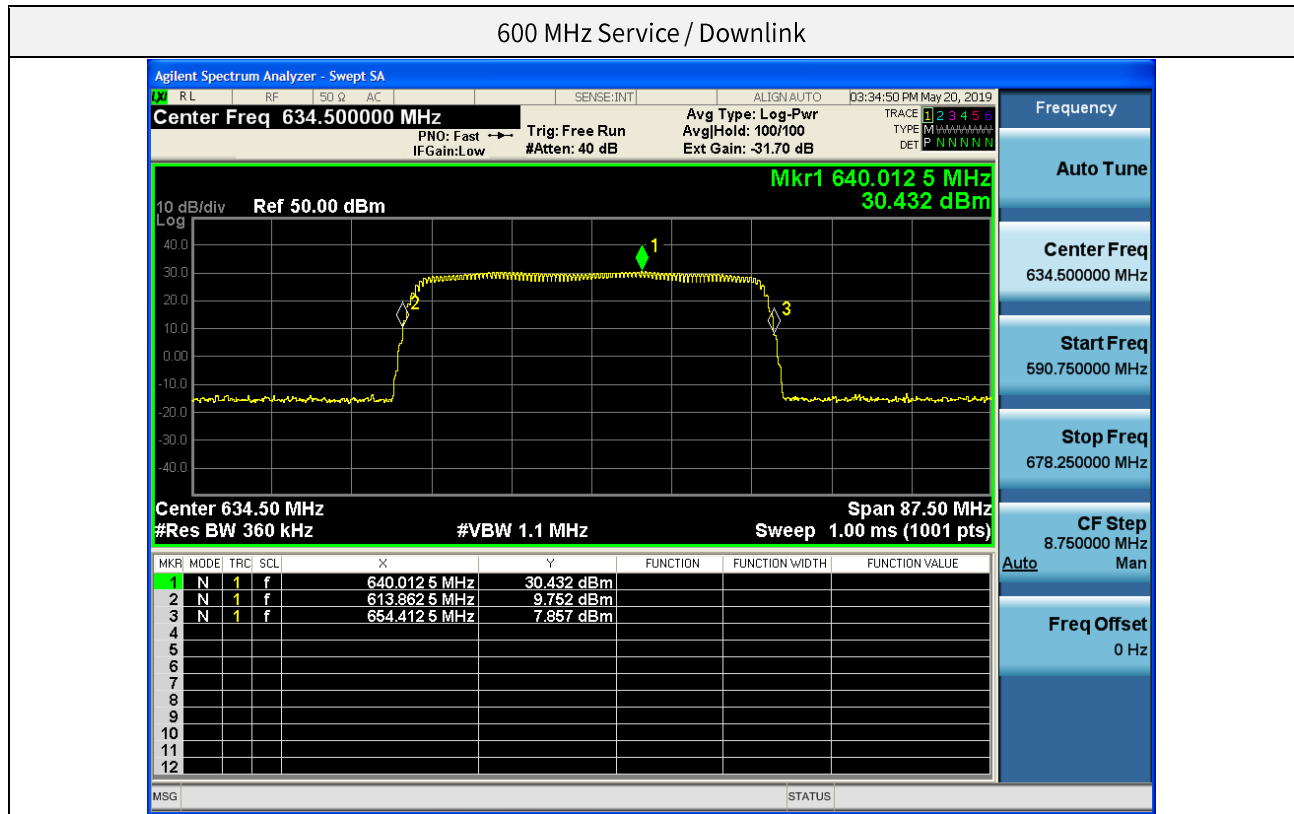 600 MHz Service / Downlink
Agilent Spectrum Analyzer - Swept SA
LXI RL RF 50 Ω AC SENSE:INT ALIGN AUTO 03:34:50 PM May 20, 2019
Center Freq 634.500000 MHz
PNO: Fast
IFGain:Low
Trig: Free Run
#Atten: 40 dB
Avg Type: Log-Pwr
Avg|Hold: 100/100
Ext Gain: -31.70 dB
TRACE 1 2 3 4 5 6
TYPE M WWWWW
DET P N N N N N
Mkr1 640.012 5 MHz
30.432 dBm
10 dB/div Ref 50.00 dBm
Log
40.0
30.0
20.0
10.0
0.00
-10.0
-20.0
-30.0
-40.0
1
2
3
Center 634.50 MHz Span 87.50 MHz
#Res BW 360 kHz #VBW 1.1 MHz Sweep 1.00 ms (1001 pts)
MKR MODE TRC SCL X Y FUNCTION FUNCTION WIDTH FUNCTION VALUE
1 N 1 f 640.012 5 MHz 30.432 dBm
2 N 1 f 613.862 5 MHz 9.752 dBm
3 N 1 f 654.412 5 MHz 7.857 dBm
4
5
6
7
8
9
10
11
12
MSG STATUS
Frequency
Auto Tune
Center Freq
634.500000 MHz
Start Freq
590.750000 MHz
Stop Freq
678.250000 MHz
CF Step
8.750000 MHz
Auto Man
Freq Offset
0 Hz